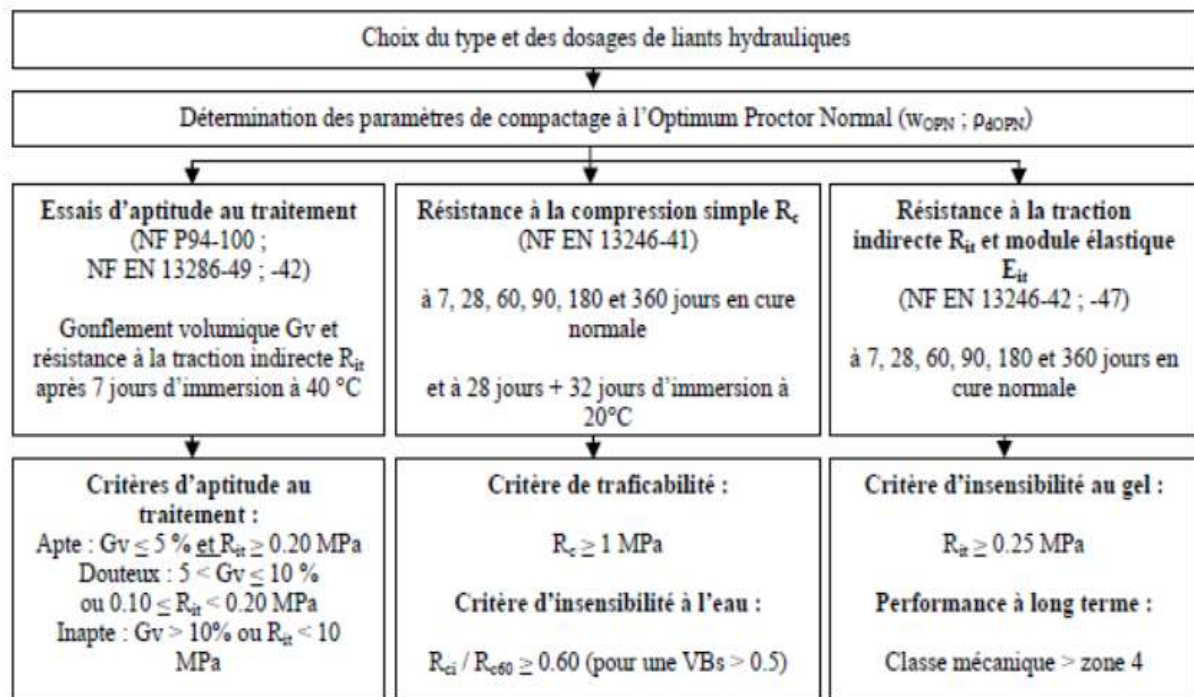 Choix du type et des dosages de liants hydrauliques
Détermination des paramètres de compactage à l'Optimum Proctor Normal (wOPN ; ρdOPN)
Essais d'aptitude au traitement
(NF P94-100 ;
NF EN 13286-49 ; -42)
Gonflement volumique Gv et
résistance à la traction indirecte Rit
après 7 jours d'immersion à 40 °C
Résistance à la compression simple Rc
(NF EN 13246-41)
à 7, 28, 60, 90, 180 et 360 jours en cure
normale
et à 28 jours + 32 jours d'immersion à
20°C
Résistance à la traction
indirecte Rit et module élastique
Eit
(NF EN 13246-42 ; -47)
à 7, 28, 60, 90, 180 et 360 jours en
cure normale
Critères d'aptitude au
traitement :
Apte : Gv ≤ 5 % et Rit ≥ 0.20 MPa
Douteux : 5 < Gv ≤ 10 %
ou 0.10 ≤ Rit < 0.20 MPa
Inapte : Gv > 10% ou Rit < 10
MPa
Critère de traficabilité :
Rc ≥ 1 MPa
Critère d'insensibilité à l'eau :
Rci / Rc60 ≥ 0.60 (pour une VBs > 0.5)
Critère d'insensibilité au gel :
Rit ≥ 0.25 MPa
Performance à long terme :
Classe mécanique > zone 4